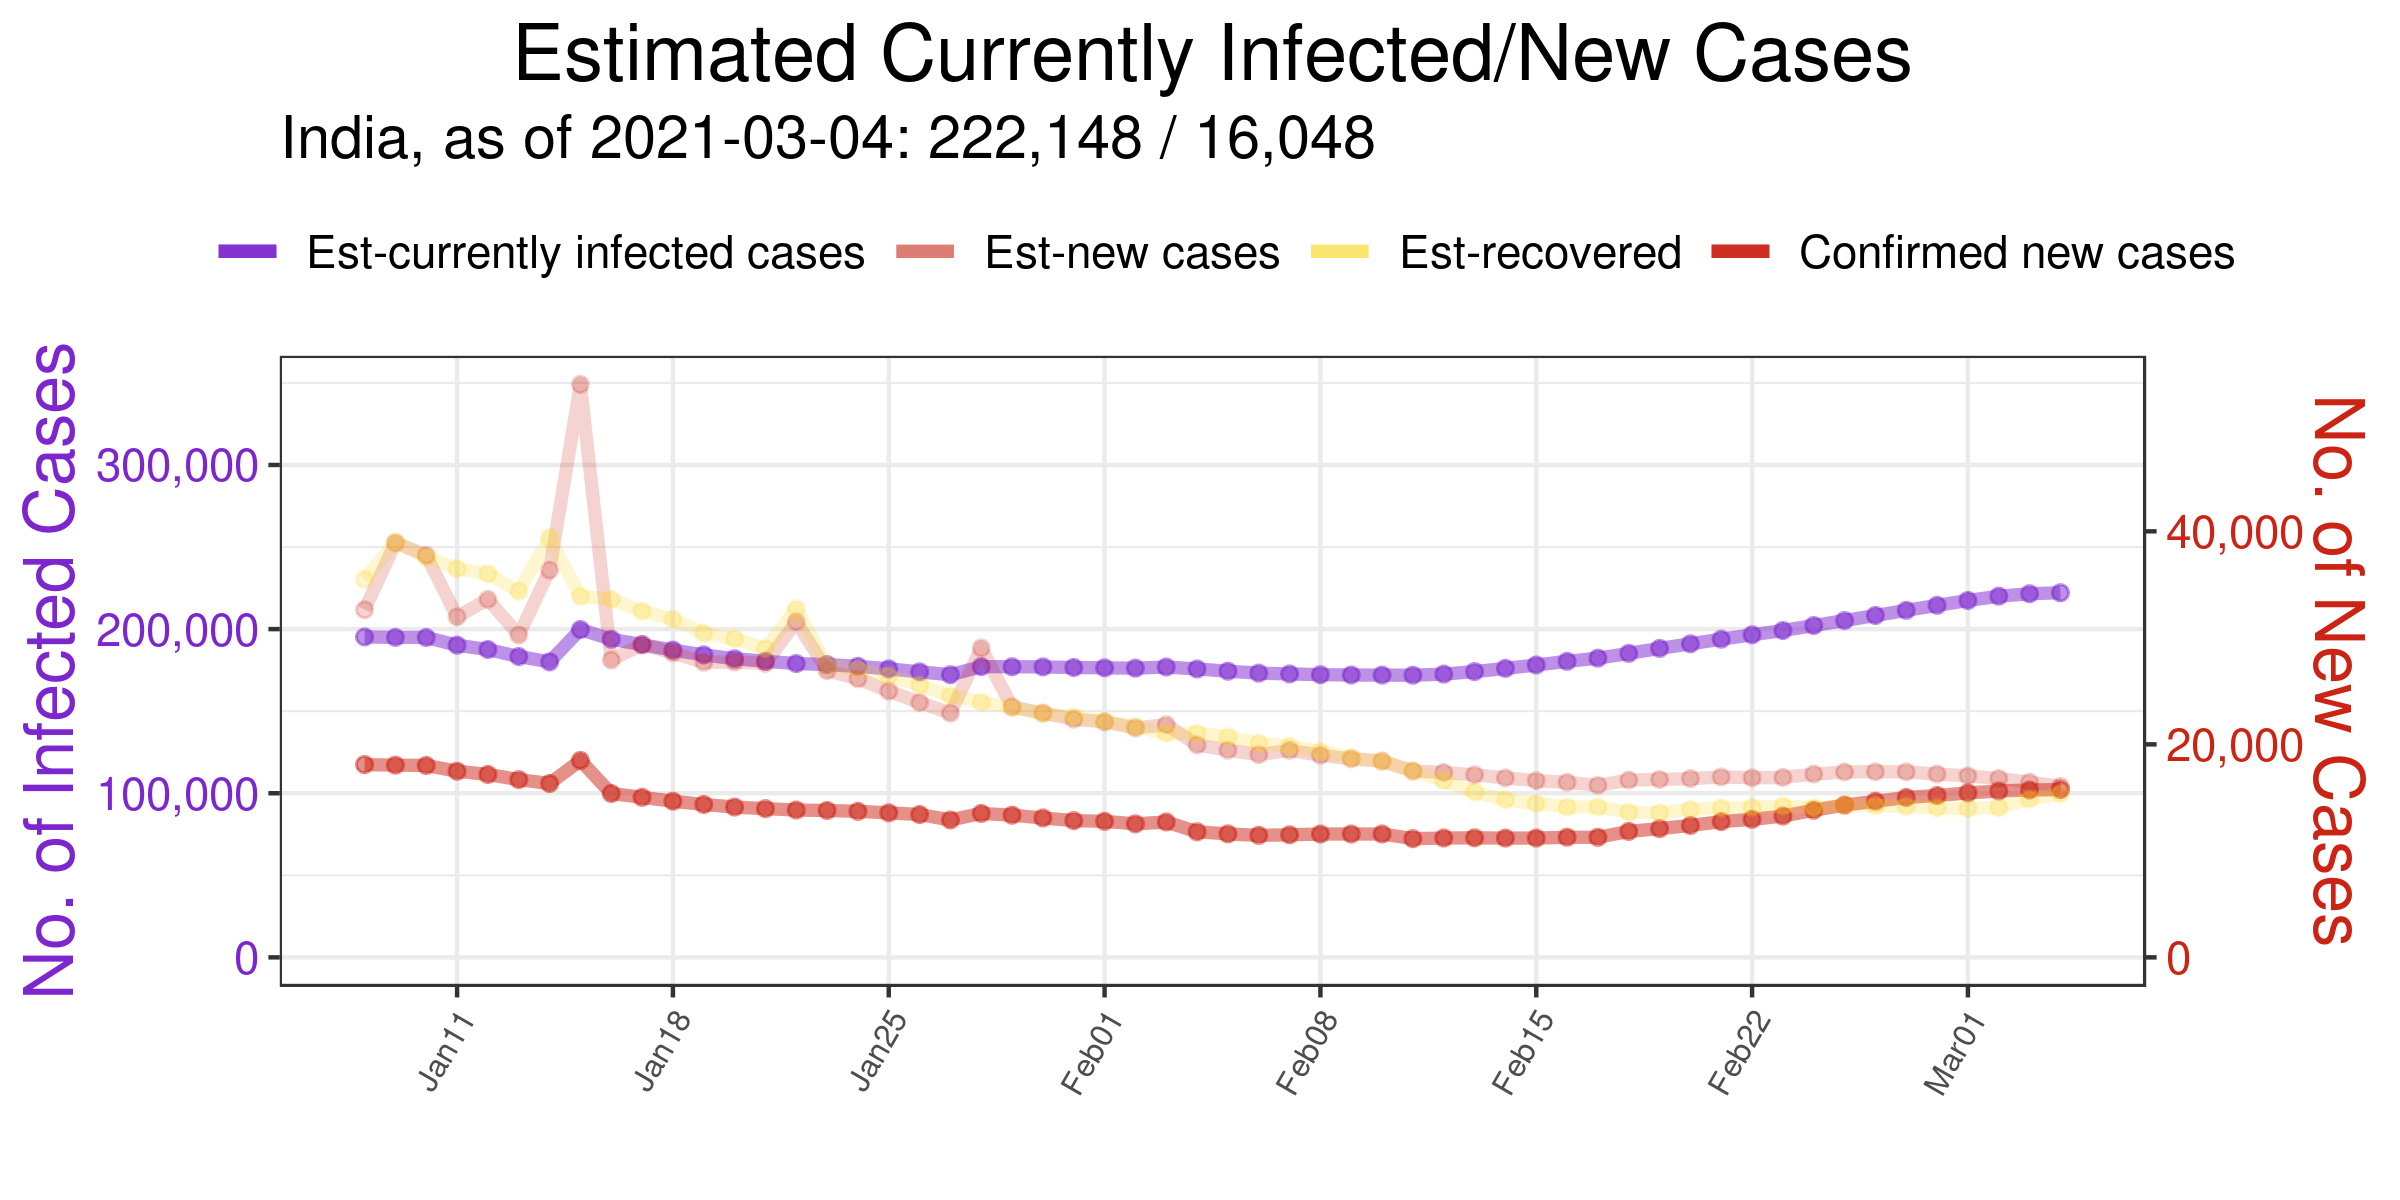 Estimated Currently Infected/New Cases
India, as of 2021-03-04: 222,148 / 16,048
Est-currently infected cases Est-new cases Est-recovered Confirmed new cases
No. of Infected Cases
300,000
200,000
100,000
0
40,000
20,000
0
No. of New Cases
Jan11 Jan18 Jan25 Feb01 Feb08 Feb15 Feb22 Mar01